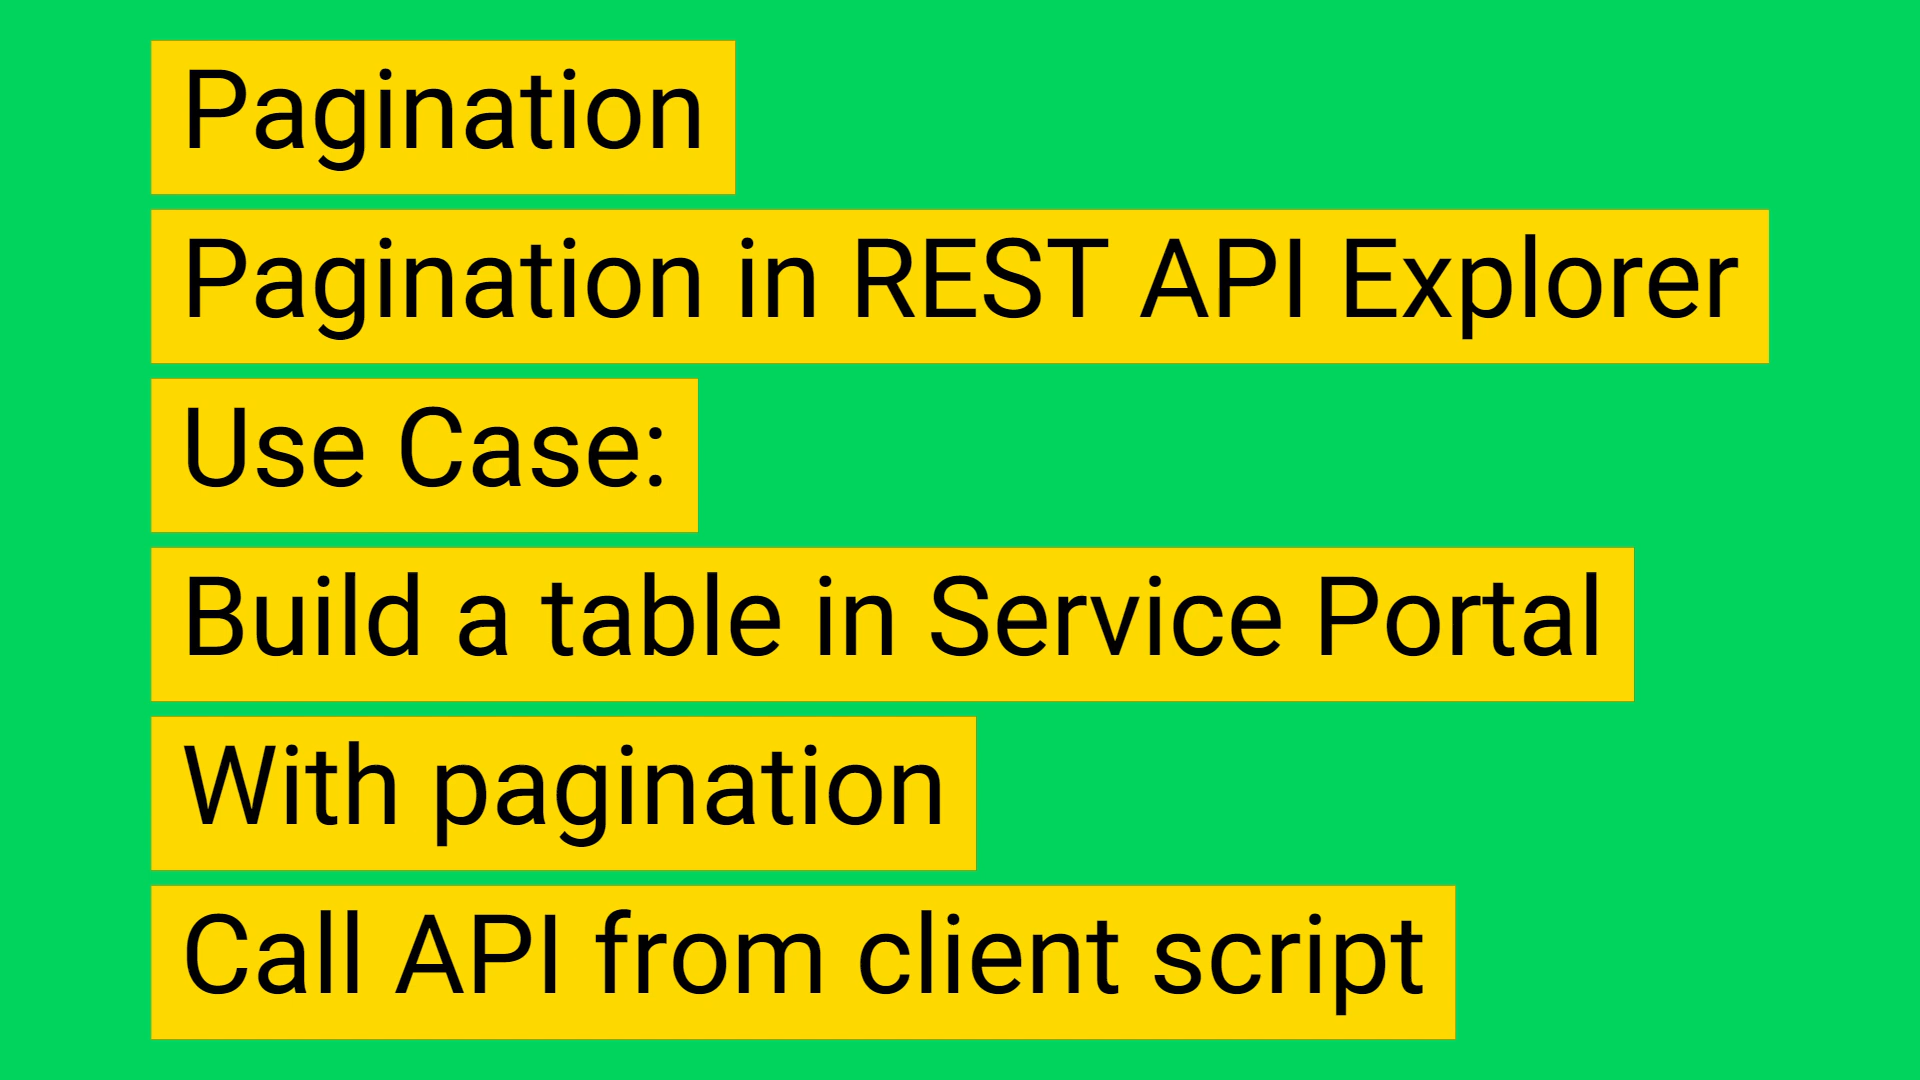 Pagination
Pagination in REST API Explorer
Use Case:
Build a table in Service Portal
With pagination
Call API from client script